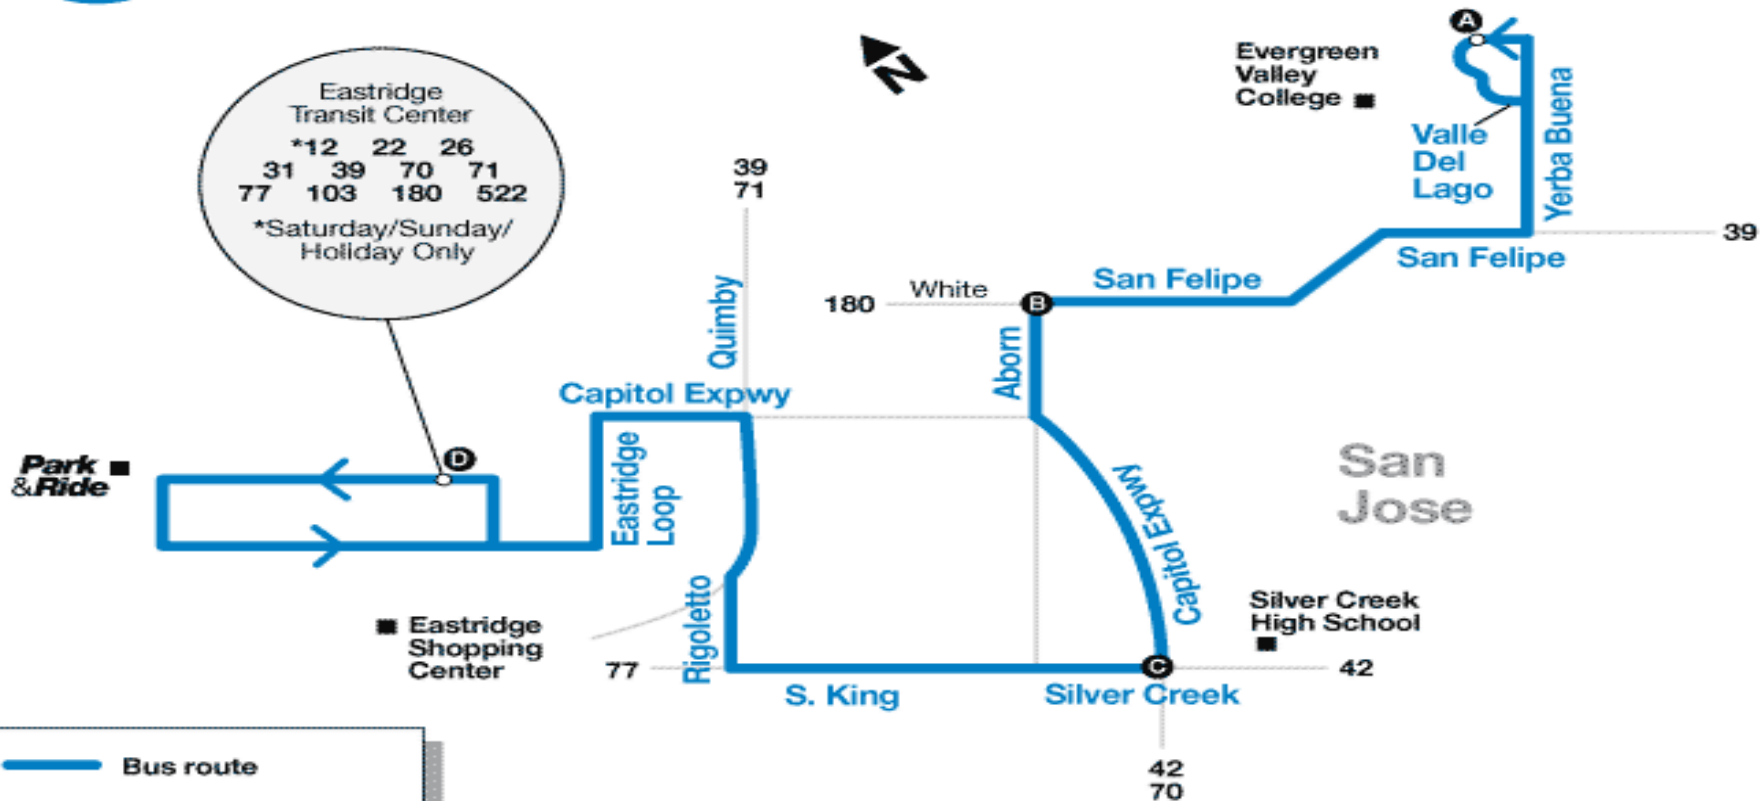 Eastridge
Transit Center
*12 22 26
31 39 70 71
77 103 180 522
*Saturday/Sunday/
Holiday Only
N
A
Evergreen
Valley
College
Valle
Del
Lago
Yerba Buena
39
San Felipe
San Felipe
39
71
Quimby
180
White
B
Aborn
Capitol Expwy
Eastridge
Loop
D
Park
&Ride
Capitol Expwy
San
Jose
Eastridge
Shopping
Center
Rigoletto
77
S. King
Silver Creek
C
Silver Creek
High School
42
42
70
Bus route